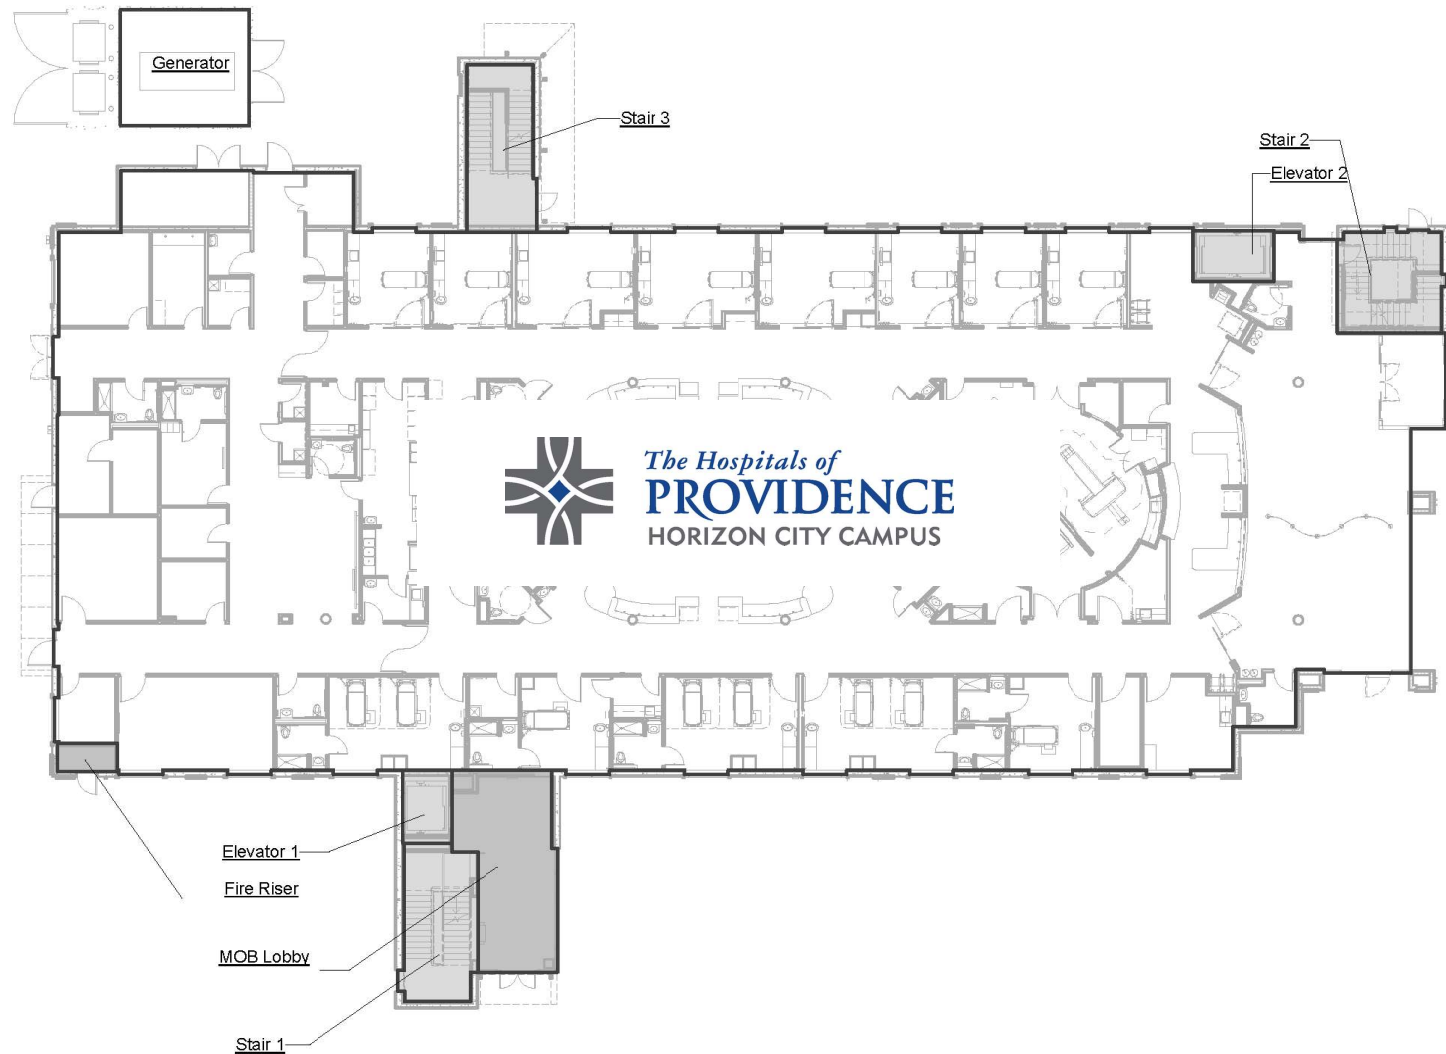 Generator
Stair 3
Stair 2
Elevator 2
The Hospitals of
PROVIDENCE
HORIZON CITY CAMPUS
Elevator 1
Fire Riser
MOB Lobby
Stair 1